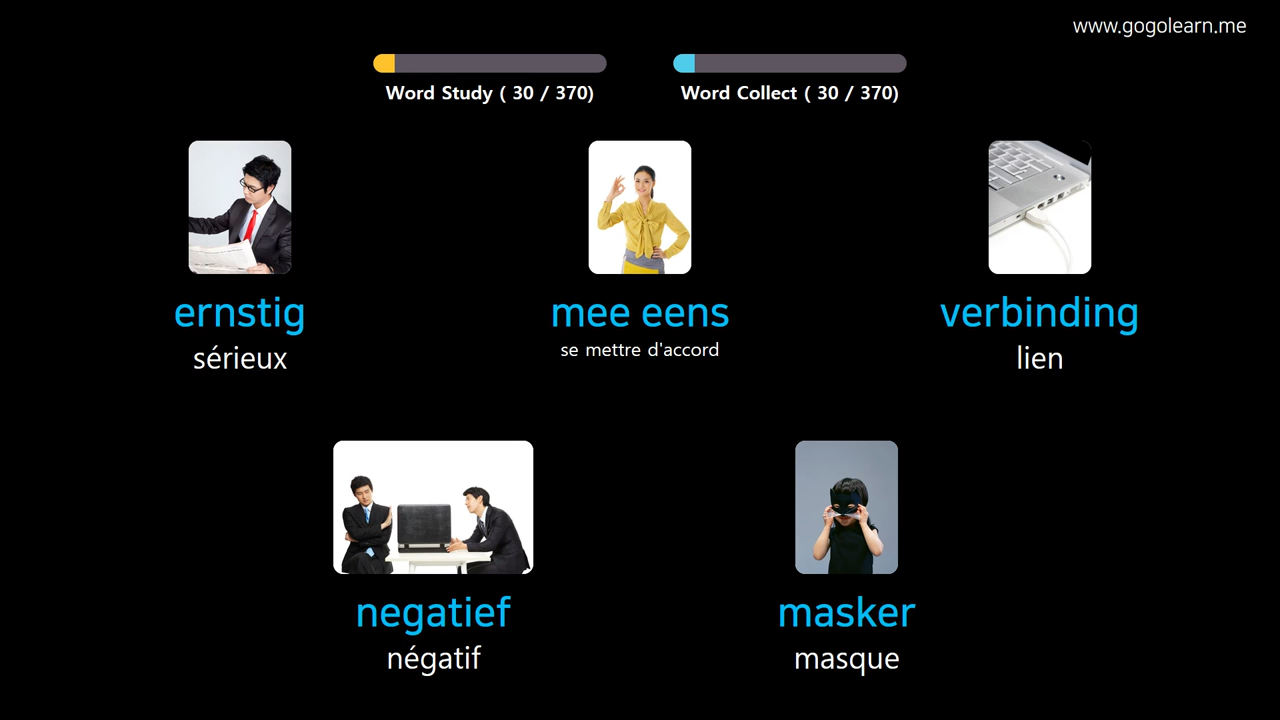 www.gogolearn.me
Word Study ( 30 / 370)
Word Collect ( 30 / 370)
ernstig
sérieux
mee eens
se mettre d'accord
verbinding
lien
negatief
négatif
masker
masque